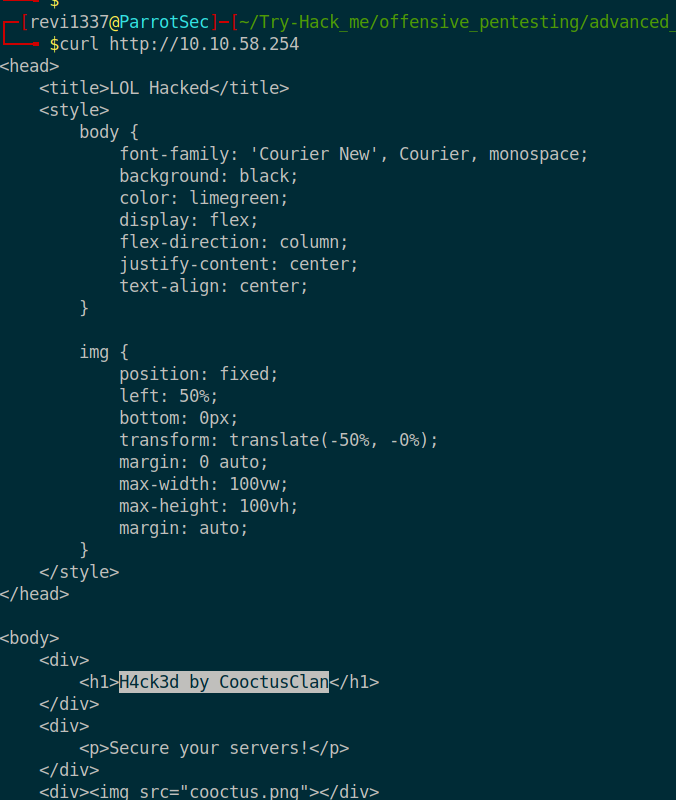 $
[revi1337@ParrotSec]─[~/Try-Hack_me/offensive_pentesting/advanced_
$curl http://10.10.58.254
<head>
    <title>LOL Hacked</title>
    <style>
        body {
            font-family: 'Courier New', Courier, monospace;
            background: black;
            color: limegreen;
            display: flex;
            flex-direction: column;
            justify-content: center;
            text-align: center;
        }

        img {
            position: fixed;
            left: 50%;
            bottom: 0px;
            transform: translate(-50%, -0%);
            margin: 0 auto;
            max-width: 100vw;
            max-height: 100vh;
            margin: auto;
        }
    </style>
</head>

<body>
    <div>
        <h1>H4ck3d by CooctusClan</h1>
    </div>
    <div>
        <p>Secure your servers!</p>
    </div>
    <div><img src="cooctus.png"></div>